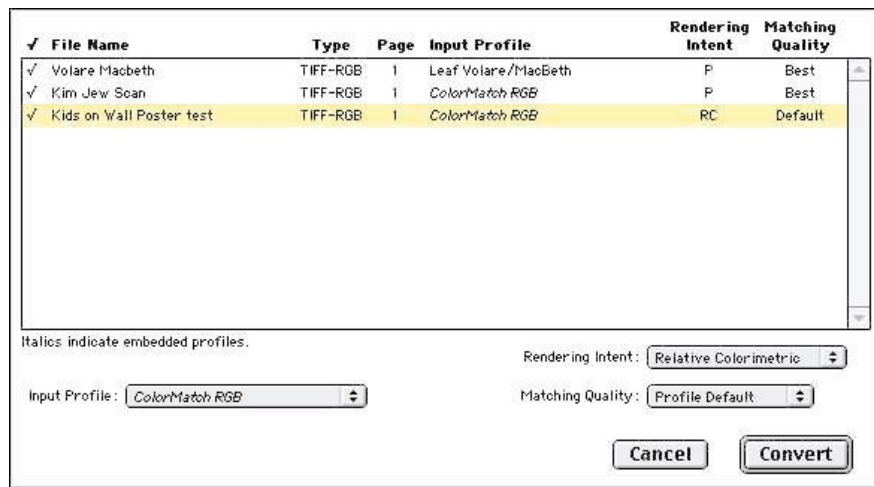 Rendering Matching
✓ File Name Type Page Input Profile Intent Quality
✓ Volare Macbeth TIFF-RGB 1 Leaf Volare/MacBeth P Best
✓ Kim Jew Scan TIFF-RGB 1 ColorMatch RGB P Best
✓ Kids on Wall Poster test TIFF-RGB 1 ColorMatch RGB RC Default
Italics indicate embedded profiles.
Rendering Intent: Relative Colorimetric
Input Profile: ColorMatch RGB Matching Quality: Profile Default
Cancel Convert